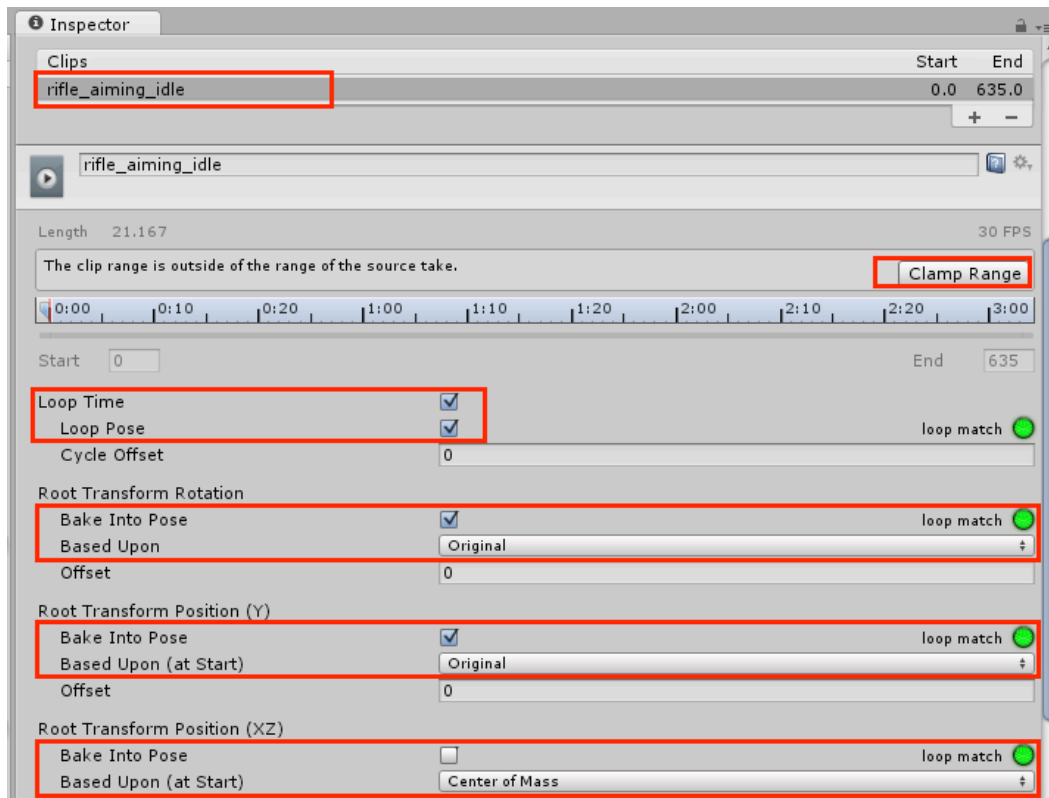 Inspector
Clips Start End
rifle_aiming_idle 0.0 635.0
+ −
rifle_aiming_idle
Length 21.167 30 FPS
The clip range is outside of the range of the source take. Clamp Range
0:00 0:10 0:20 1:00 1:10 1:20 2:00 2:10 2:20 3:00
Start 0 End 635
Loop Time
Loop Pose loop match
Cycle Offset 0
Root Transform Rotation
Bake Into Pose loop match
Based Upon Original
Offset 0
Root Transform Position (Y)
Bake Into Pose loop match
Based Upon (at Start) Original
Offset 0
Root Transform Position (XZ)
Bake Into Pose loop match
Based Upon (at Start) Center of Mass